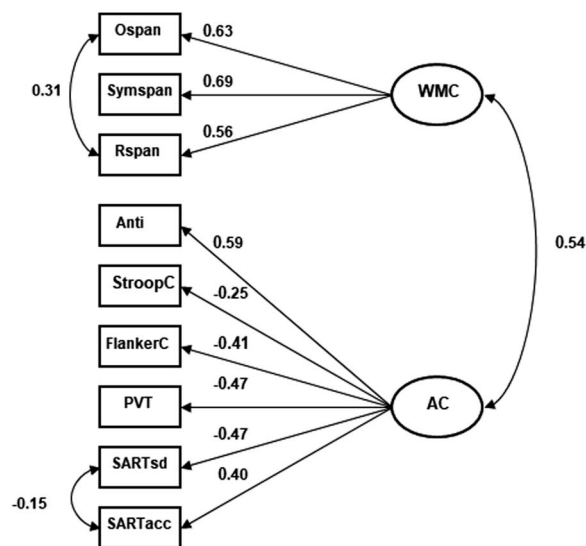 Ospan
0.63
0.31
Symspan
0.69
WMC
Rspan
0.56
Anti
0.59
0.54
StroopC
-0.25
FlankerC
-0.41
PVT
-0.47
AC
SARTsd
-0.47
0.40
-0.15
SARTacc